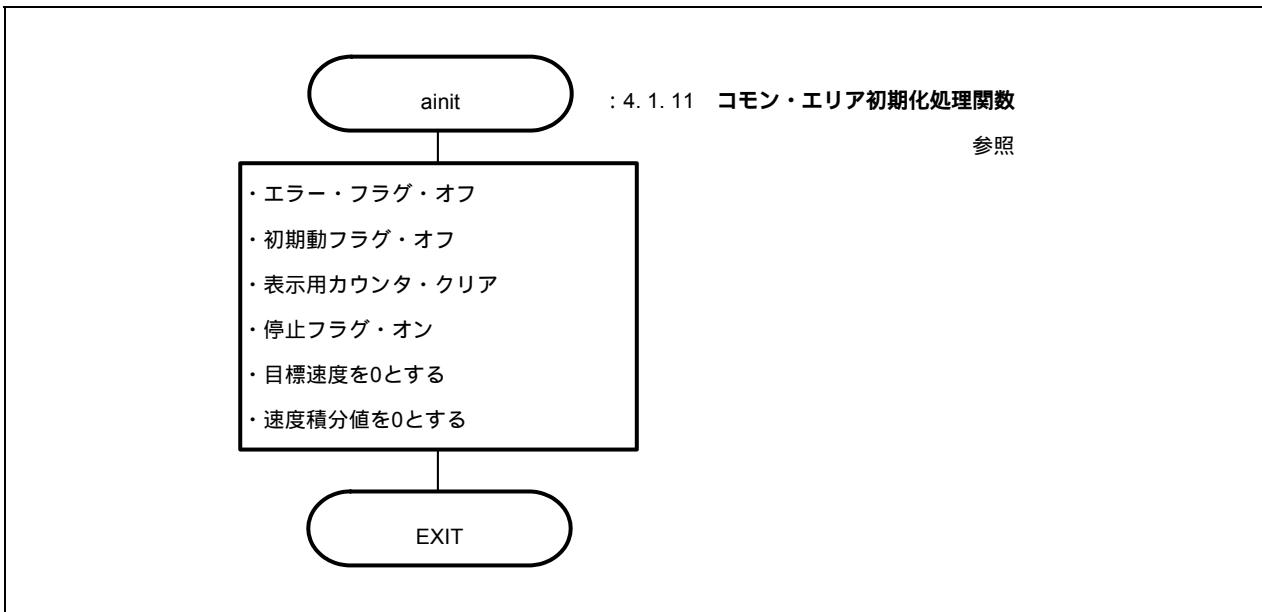 ainit
：4. 1. 11　コモン・エリア初期化処理関数
参照
・エラー・フラグ・オフ
・初期動フラグ・オフ
・表示用カウンタ・クリア
・停止フラグ・オン
・目標速度を0とする
・速度積分値を0とする
EXIT